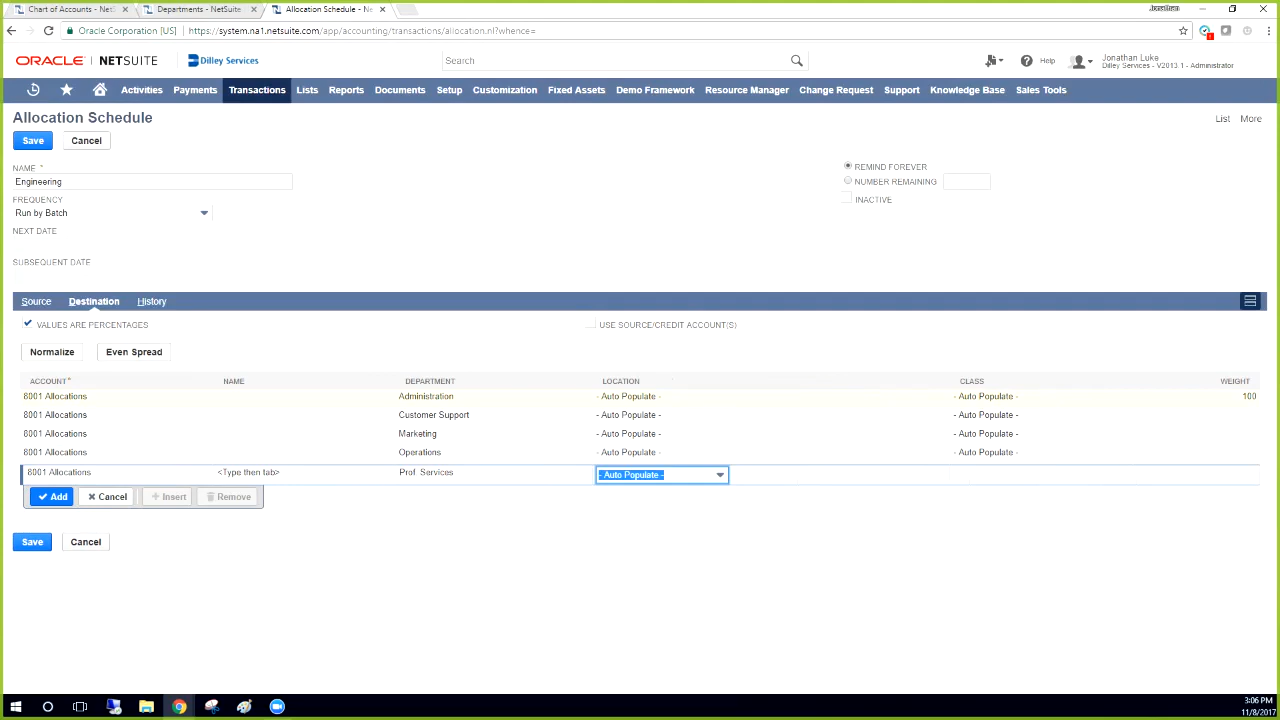 Chart of Accounts - NetS
Departments - NetSuite
Allocation Schedule - Ne
Jonathan
Oracle Corporation [US]
https://system.na1.netsuite.com/app/accounting/transactions/allocation.nl?whence=
ORACLE NETSUITE
Dilley Services
Search
Help
Jonathan Luke
Dilley Services - V2013.1 - Administrator
Activities Payments Transactions Lists Reports Documents Setup Customization Fixed Assets Demo Framework Resource Manager Change Request Support Knowledge Base Sales Tools
Allocation Schedule
List More
Save Cancel
NAME *
Engineering
FREQUENCY
Run by Batch
NEXT DATE
SUBSEQUENT DATE
REMIND FOREVER
NUMBER REMAINING
INACTIVE
Source Destination History
VALUES ARE PERCENTAGES
USE SOURCE/CREDIT ACCOUNT(S)
Normalize Even Spread
ACCOUNT * NAME DEPARTMENT LOCATION CLASS WEIGHT
8001 Allocations Administration - Auto Populate - - Auto Populate - 100
8001 Allocations Customer Support - Auto Populate - - Auto Populate -
8001 Allocations Marketing - Auto Populate - - Auto Populate -
8001 Allocations Operations - Auto Populate - - Auto Populate -
8001 Allocations <Type then tab> Prof. Services - Auto Populate -
Add Cancel Insert Remove
Save Cancel
3:06 PM
11/8/2017